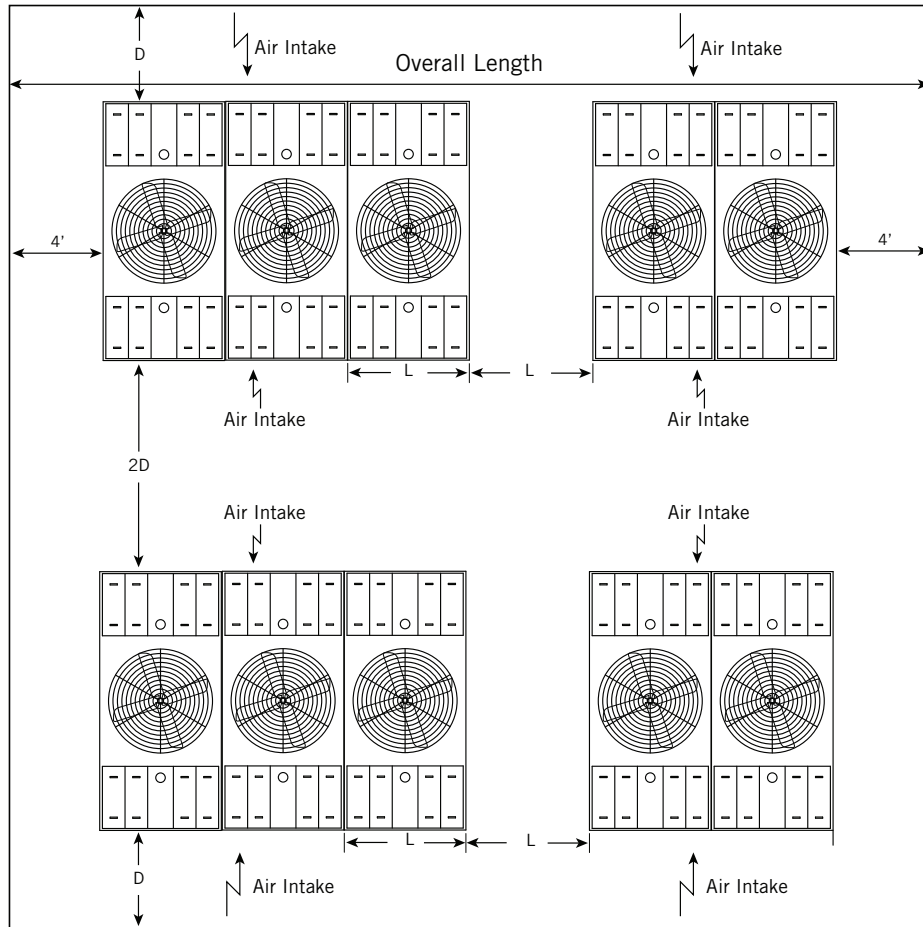 D
Air Intake
Air Intake
Overall Length
4'
4'
L
L
Air Intake
Air Intake
2D
Air Intake
Air Intake
L
L
D
Air Intake
Air Intake